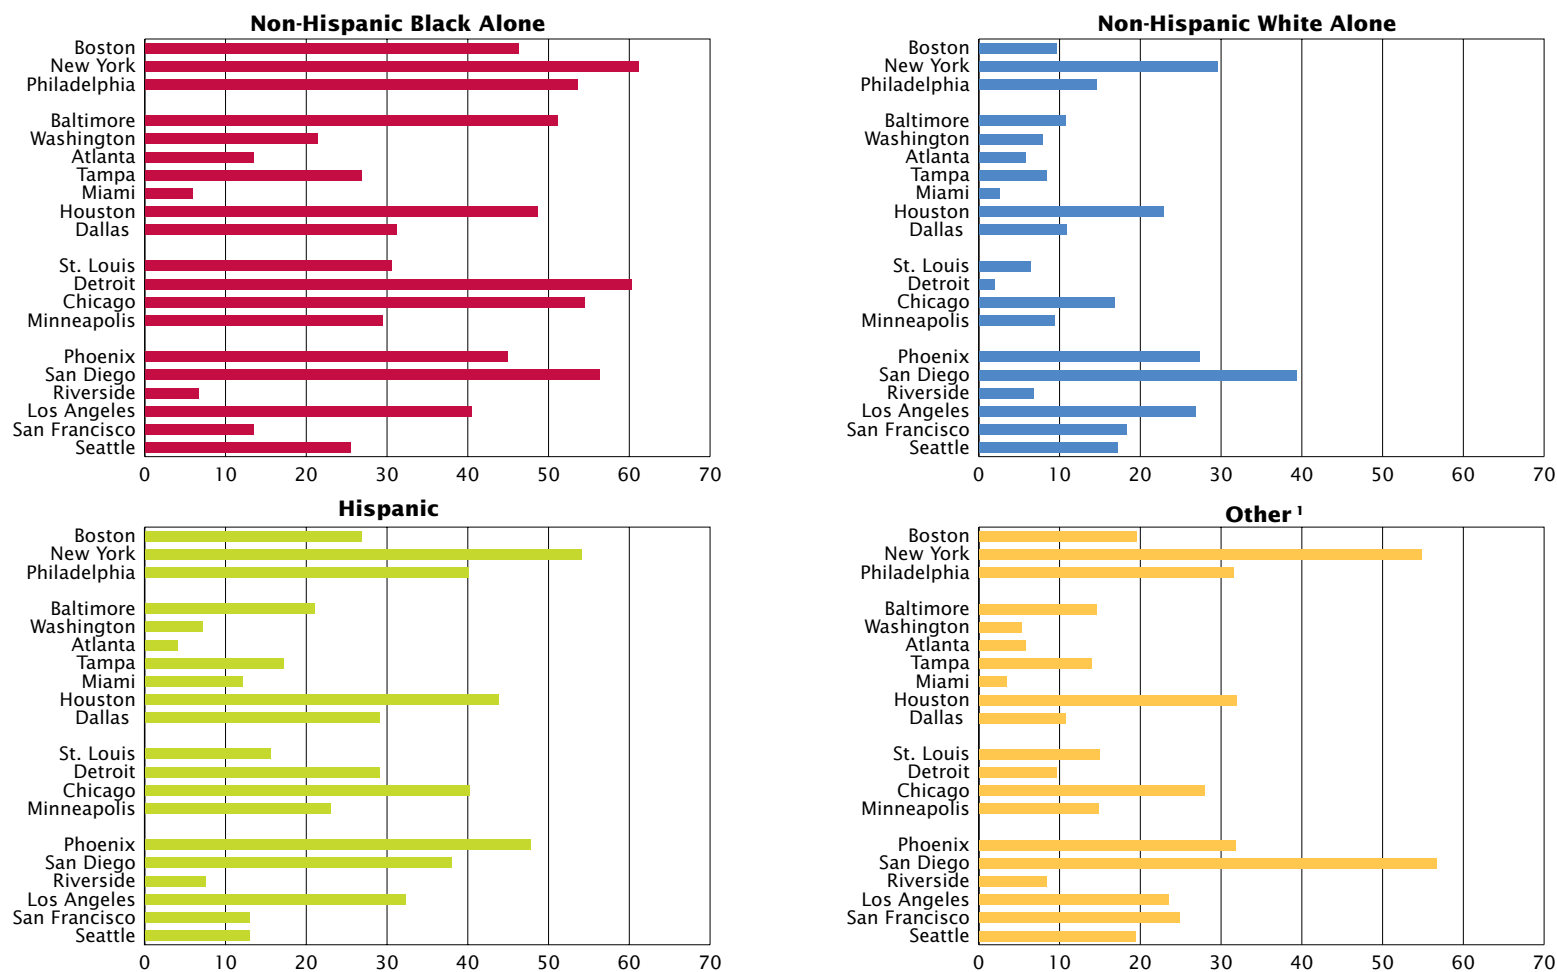 Non-Hispanic Black Alone
Boston
New York
Philadelphia
Baltimore
Washington
Atlanta
Tampa
Miami
Houston
Dallas
St. Louis
Detroit
Chicago
Minneapolis
Phoenix
San Diego
Riverside
Los Angeles
San Francisco
Seattle
0 10 20 30 40 50 60 70
Non-Hispanic White Alone
Boston
New York
Philadelphia
Baltimore
Washington
Atlanta
Tampa
Miami
Houston
Dallas
St. Louis
Detroit
Chicago
Minneapolis
Phoenix
San Diego
Riverside
Los Angeles
San Francisco
Seattle
0 10 20 30 40 50 60 70
Hispanic
Boston
New York
Philadelphia
Baltimore
Washington
Atlanta
Tampa
Miami
Houston
Dallas
St. Louis
Detroit
Chicago
Minneapolis
Phoenix
San Diego
Riverside
Los Angeles
San Francisco
Seattle
0 10 20 30 40 50 60 70
Other ¹
Boston
New York
Philadelphia
Baltimore
Washington
Atlanta
Tampa
Miami
Houston
Dallas
St. Louis
Detroit
Chicago
Minneapolis
Phoenix
San Diego
Riverside
Los Angeles
San Francisco
Seattle
0 10 20 30 40 50 60 70